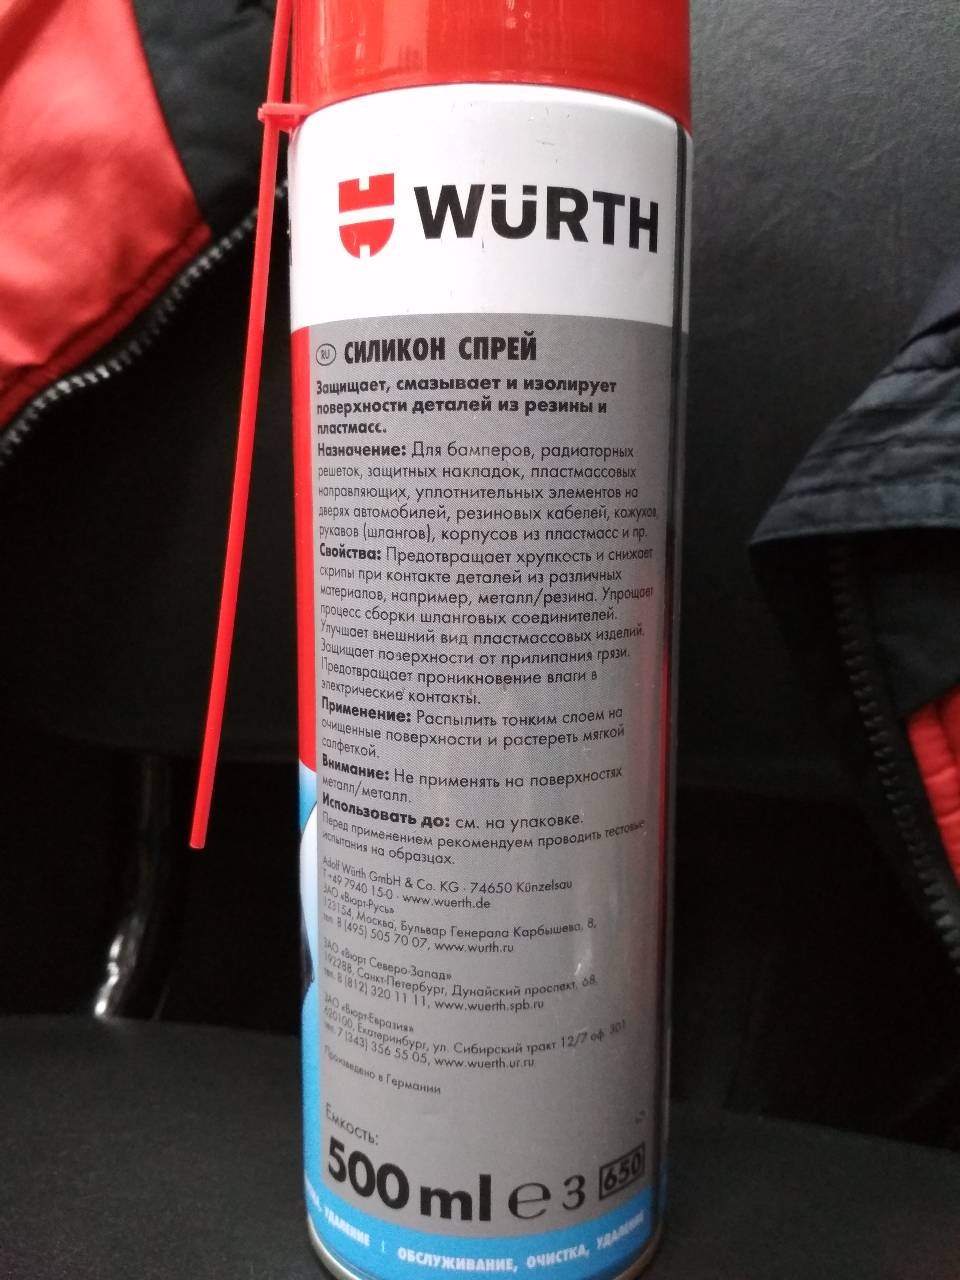 WÜRTH
RU СИЛИКОН СПРЕЙ
Защищает, смазывает и изолирует
поверхности деталей из резины и
пластмасс.
Назначение: Для бамперов, радиаторных
решеток, защитных накладок, пластмассовых
направляющих, уплотнительных элементов на
дверях автомобилей, резиновых кабелей, кожухов,
рукавов (шлангов), корпусов из пластмасс и пр.
Свойства: Предотвращает хрупкость и снижает
скрипы при контакте деталей из различных
материалов, например, металл/резина. Упрощает
процесс сборки шланговых соединителей.
Улучшает внешний вид пластмассовых изделий.
Защищает поверхности от прилипания грязи.
Предотвращает проникновение влаги в
электрические контакты.
Применение: Распылить тонким слоем на
очищенные поверхности и растереть мягкой
салфеткой.
Внимание: Не применять на поверхностях
металл/металл.
Использовать до: см. на упаковке.
Перед применением рекомендуем проводить тестовые
испытания на образцах.
Adolf Würth GmbH & Co. KG · 74650 Künzelsau
T +49 7940 15-0 · www.wuerth.de
ЗАО «Вюрт-Русь»
123154, Москва, Бульвар Генерала Карбышева, 8,
тел. 8 (495) 505 70 07, www.wurth.ru
ЗАО «Вюрт Северо-Запад»
192288, Санкт-Петербург, Дунайский проспект, 68,
тел. 8 (812) 320 11 11, www.wuerth.spb.ru
ЗАО «Вюрт-Евразия»
620100, Екатеринбург, ул. Сибирский тракт 12/7 оф. 301
тел. 7 (343) 356 55 05, www.wuerth.ur.ru
Произведено в Германии
Емкость:
500 ml ℮ 3 650
УДАЛЕНИЕ | ОБСЛУЖИВАНИЕ, ОЧИСТКА, УДАЛЕНИЕ